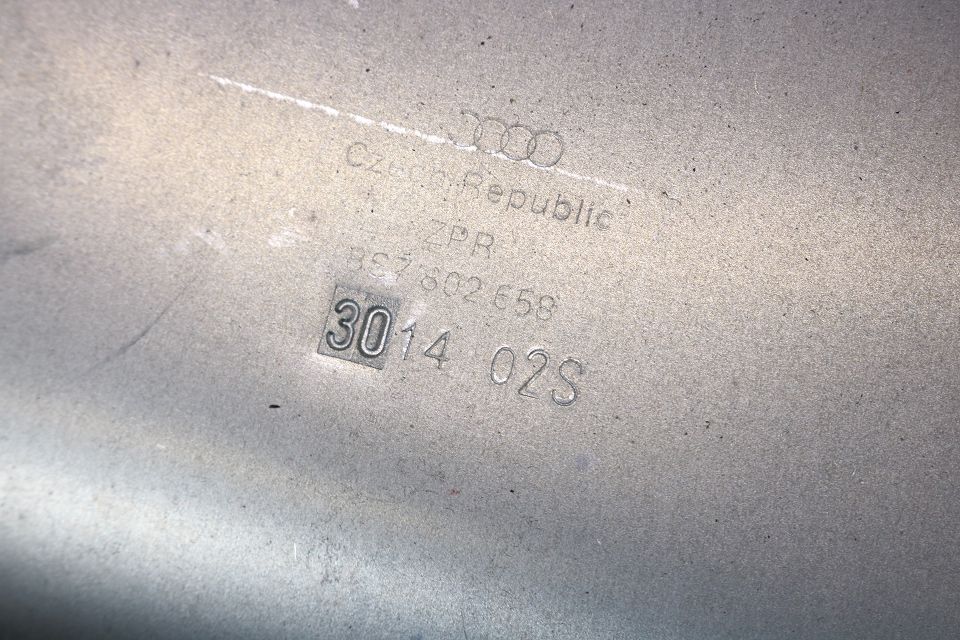 Czech Republic
ZPR
8S7 802 658
3014 02S